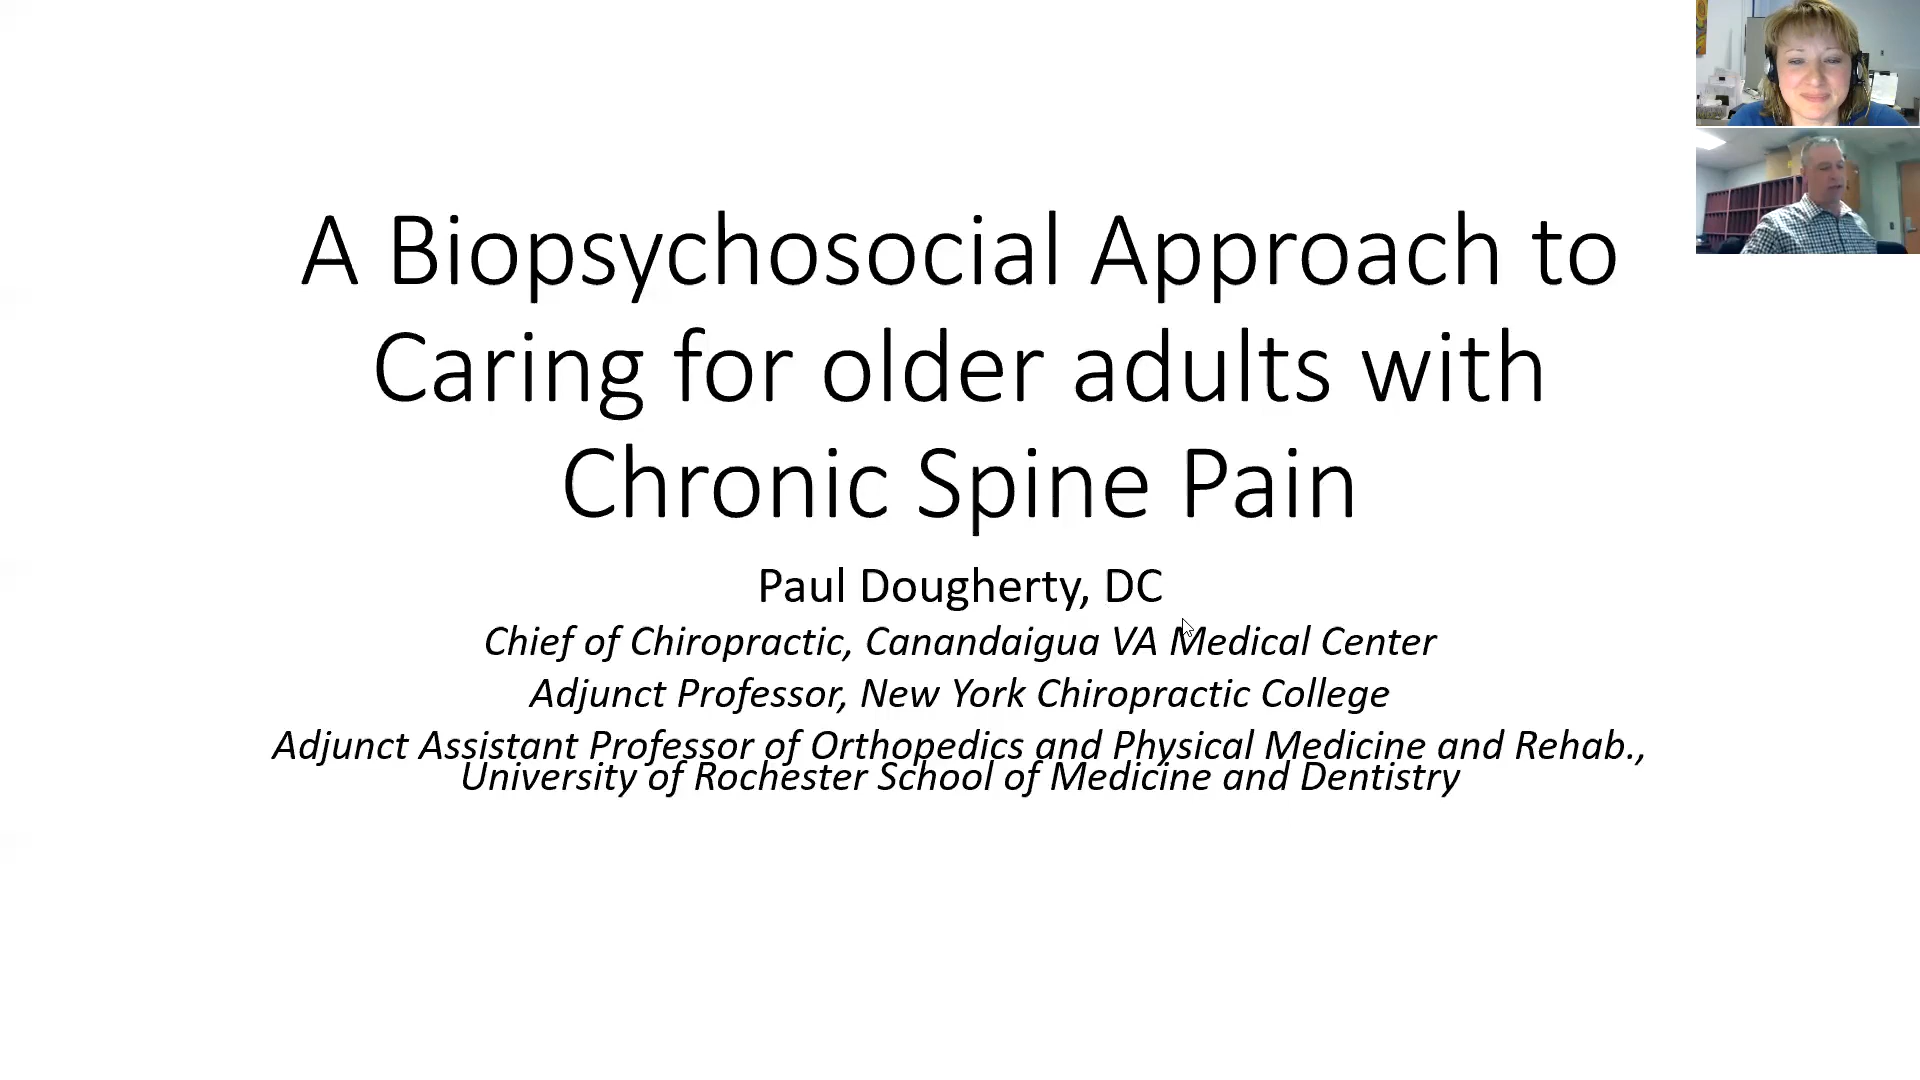 A Biopsychosocial Approach to
Caring for older adults with
Chronic Spine Pain
Paul Dougherty, DC
Chief of Chiropractic, Canandaigua VA Medical Center
Adjunct Professor, New York Chiropractic College
Adjunct Assistant Professor of Orthopedics and Physical Medicine and Rehab.,
University of Rochester School of Medicine and Dentistry